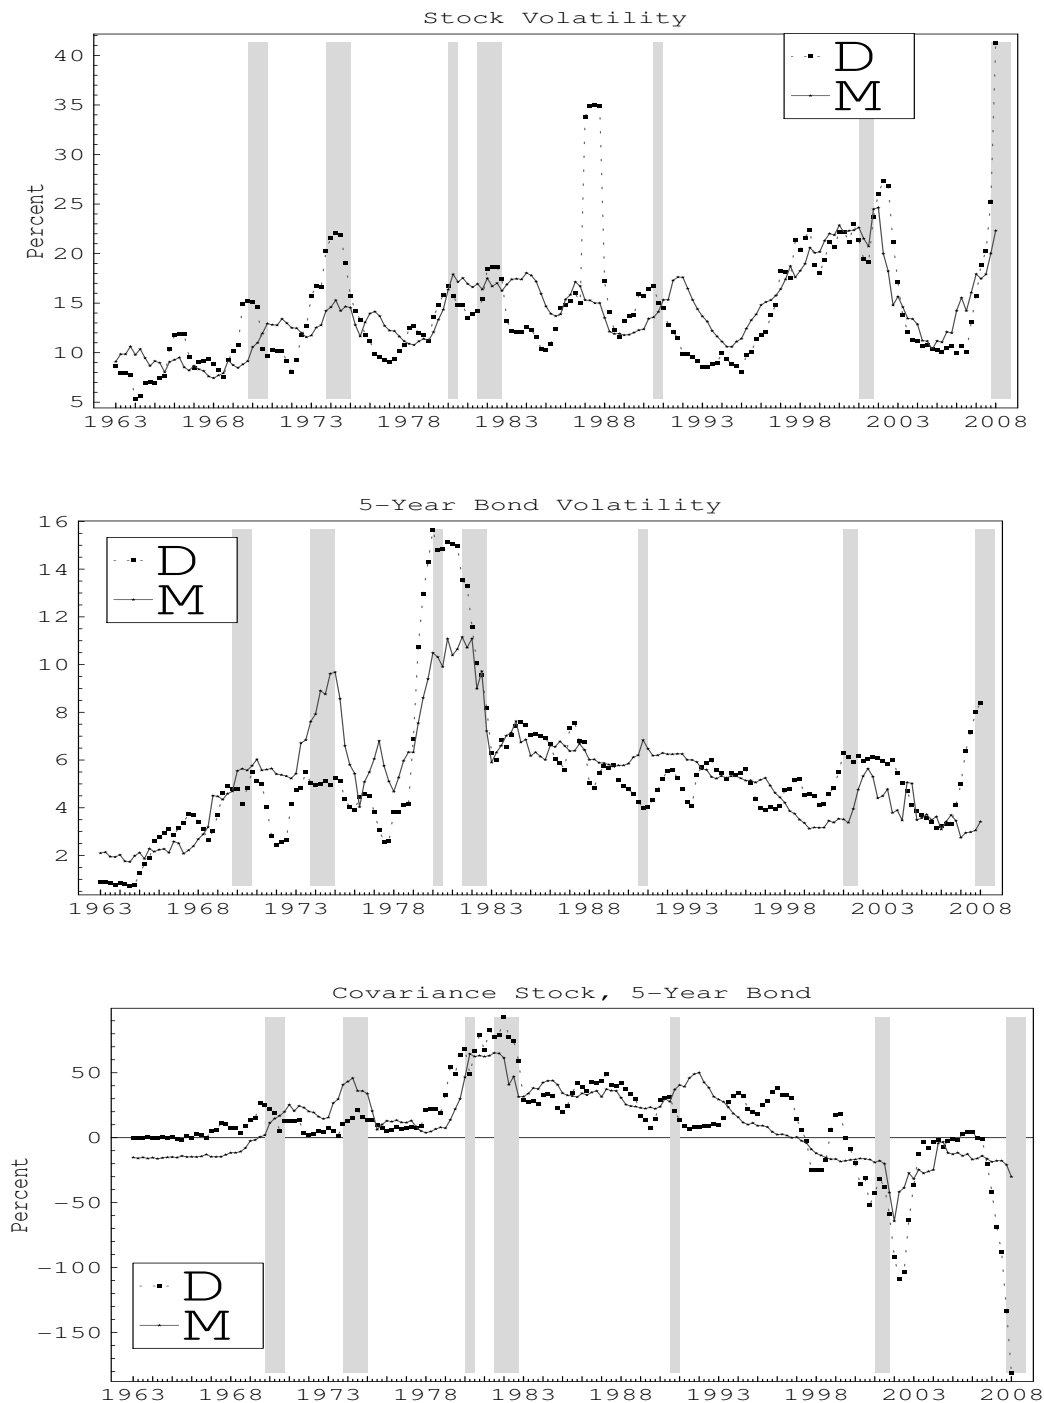 Stock Volatility
40
35
30
25
20
15
10
5
Percent
D
M
1963 1968 1973 1978 1983 1988 1993 1998 2003 2008
5-Year Bond Volatility
16
14
12
10
8
6
4
2
D
M
1963 1968 1973 1978 1983 1988 1993 1998 2003 2008
Covariance Stock, 5-Year Bond
50
0
-50
-100
-150
Percent
D
M
1963 1968 1973 1978 1983 1988 1993 1998 2003 2008